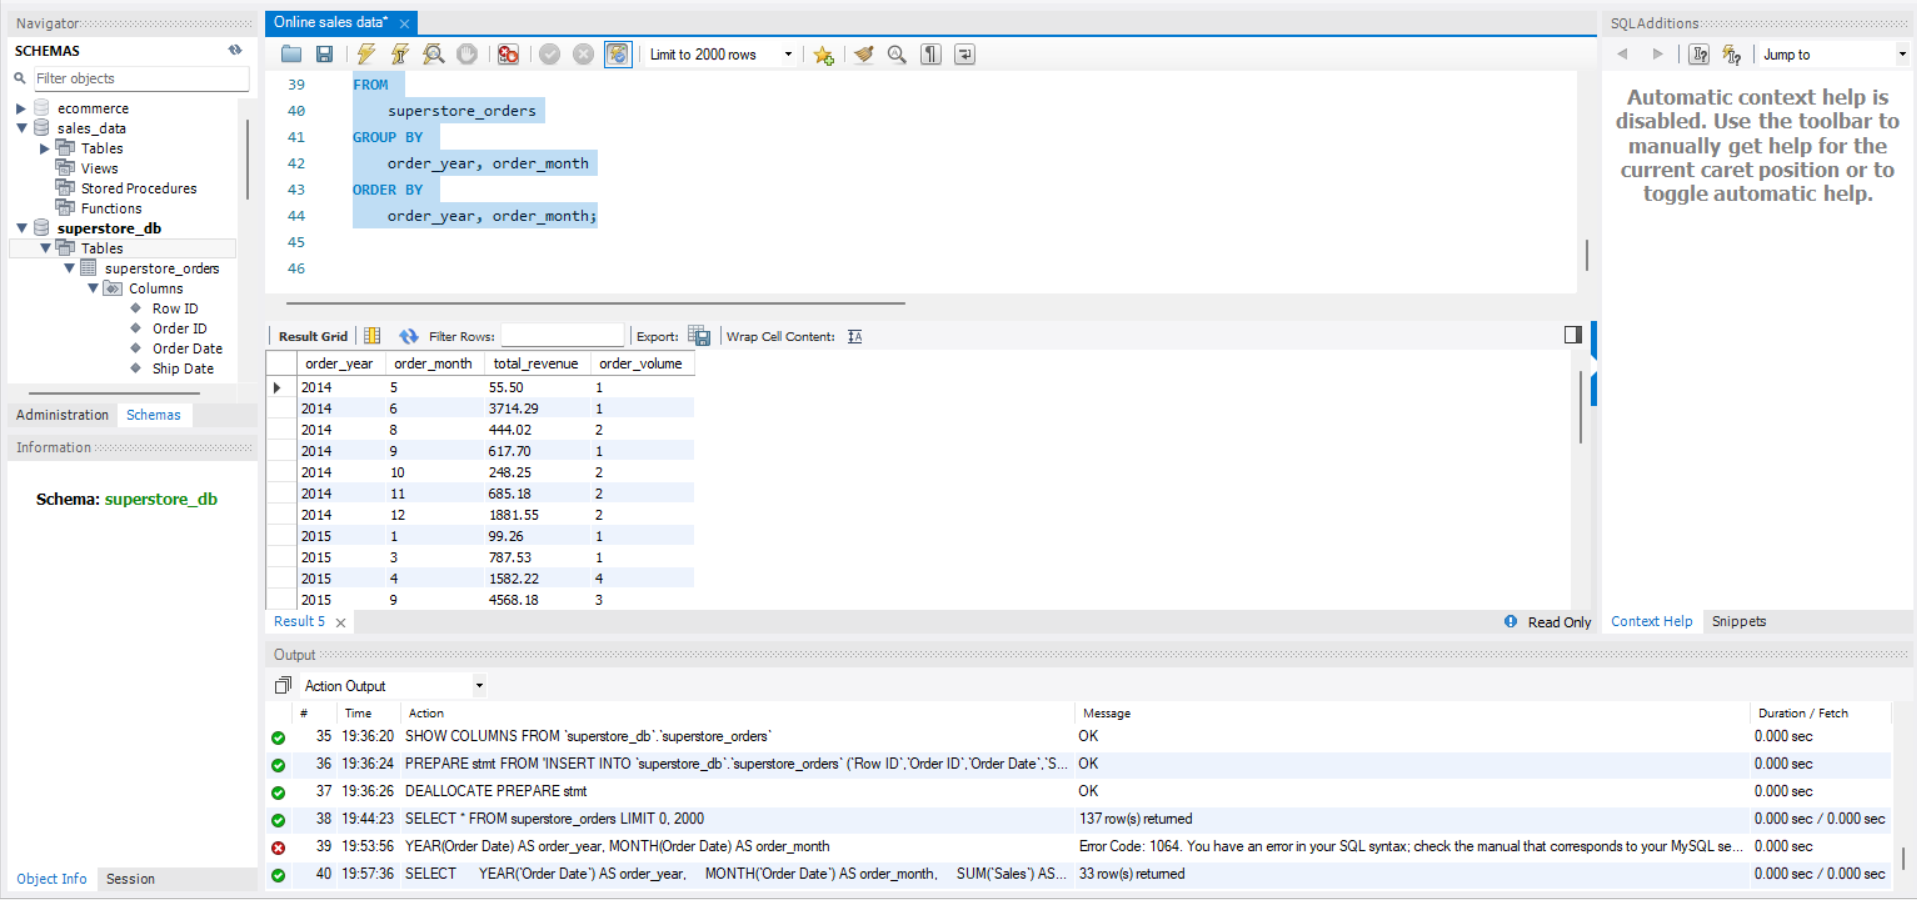 Navigator
SCHEMAS
Filter objects
ecommerce
sales_data
Tables
Views
Stored Procedures
Functions
superstore_db
Tables
superstore_orders
Columns
Row ID
Order ID
Order Date
Ship Date
Administration Schemas
Information
Schema: superstore_db
Object Info Session
Online sales data*
Limit to 2000 rows
39 FROM
40 superstore_orders
41 GROUP BY
42 order_year, order_month
43 ORDER BY
44 order_year, order_month;
45
46
Result Grid Filter Rows: Export: Wrap Cell Content:
order_year order_month total_revenue order_volume
2014 5 55.50 1
2014 6 3714.29 1
2014 8 444.02 2
2014 9 617.70 1
2014 10 248.25 2
2014 11 685.18 2
2014 12 1881.55 2
2015 1 99.26 1
2015 3 787.53 1
2015 4 1582.22 4
2015 9 4568.18 3
Result 5 Read Only
SQLAdditions
Jump to
Automatic context help is
disabled. Use the toolbar to
manually get help for the
current caret position or to
toggle automatic help.
Context Help Snippets
Output
Action Output
# Time Action Message Duration / Fetch
35 19:36:20 SHOW COLUMNS FROM `superstore_db`.`superstore_orders` OK 0.000 sec
36 19:36:24 PREPARE stmt FROM 'INSERT INTO `superstore_db`.`superstore_orders` (`Row ID`,`Order ID`,`Order Date`,`S... OK 0.000 sec
37 19:36:26 DEALLOCATE PREPARE stmt OK 0.000 sec
38 19:44:23 SELECT * FROM superstore_orders LIMIT 0, 2000 137 row(s) returned 0.000 sec / 0.000 sec
39 19:53:56 YEAR(Order Date) AS order_year, MONTH(Order Date) AS order_month Error Code: 1064. You have an error in your SQL syntax; check the manual that corresponds to your MySQL se... 0.000 sec
40 19:57:36 SELECT YEAR(`Order Date`) AS order_year, MONTH(`Order Date`) AS order_month, SUM(`Sales`) AS... 33 row(s) returned 0.000 sec / 0.000 sec